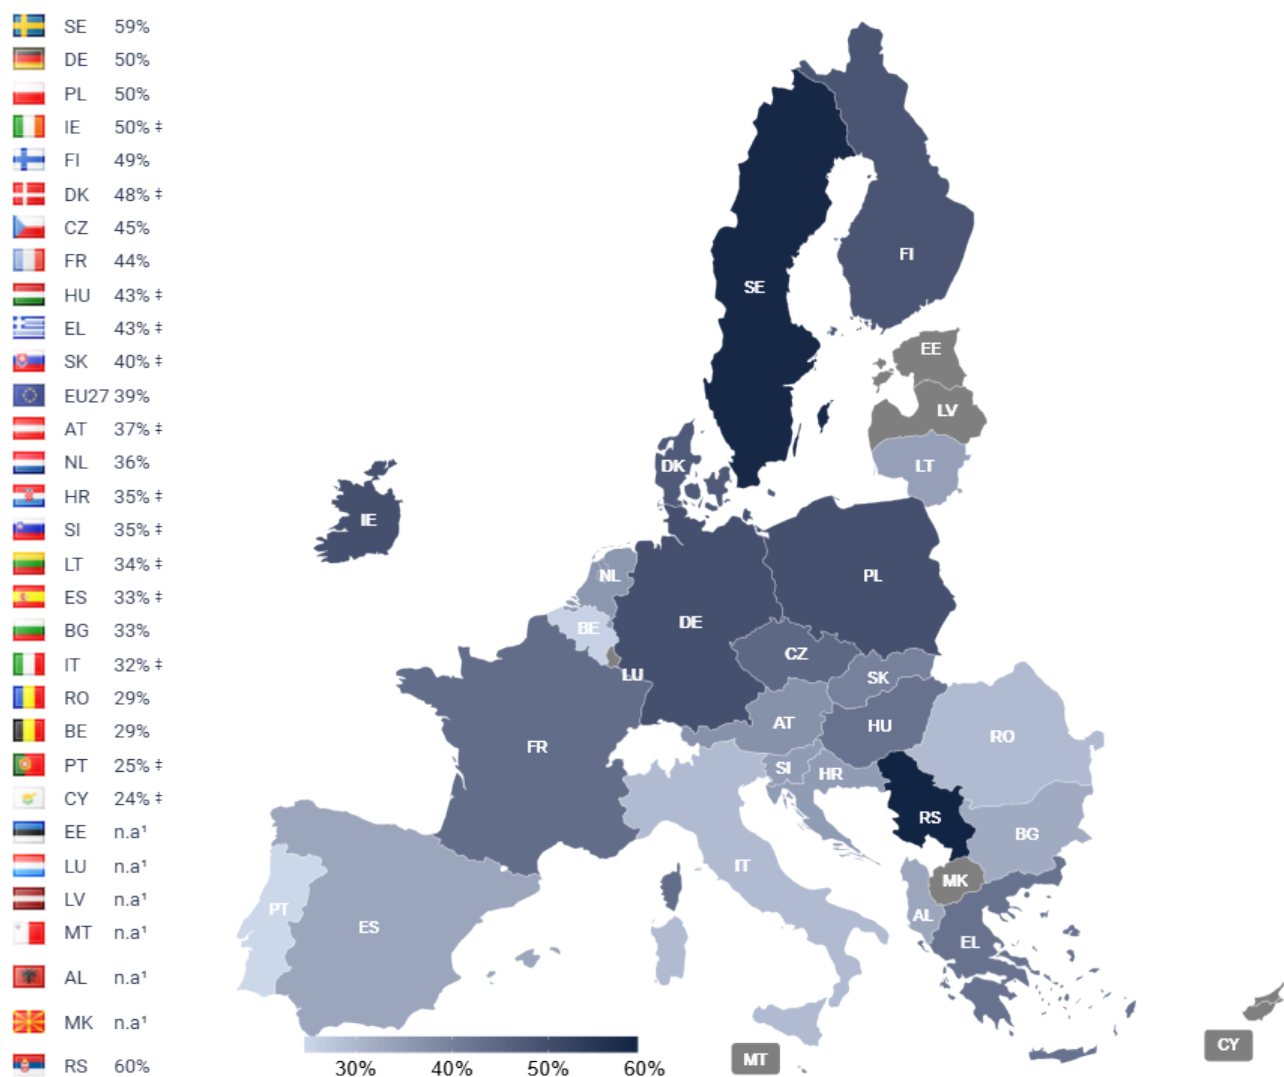 SE 59%
DE 50%
PL 50%
IE 50% ‡
FI 49%
DK 48% ‡
CZ 45%
FR 44%
HU 43% ‡
EL 43% ‡
SK 40% ‡
EU27 39%
AT 37% ‡
NL 36%
HR 35% ‡
SI 35% ‡
LT 34% ‡
ES 33% ‡
BG 33%
IT 32% ‡
RO 29%
BE 29%
PT 25% ‡
CY 24% ‡
EE n.a¹
LU n.a¹
LV n.a¹
MT n.a¹
AL n.a¹
MK n.a¹
RS 60%
FI
SE
EE
LV
LT
DK
IE
NL
PL
DE
BE
CZ
LU
SK
AT
HU
FR
RO
SI
HR
RS
BG
IT
MK
PT
AL
ES
EL
MT
CY
30% 40% 50% 60%